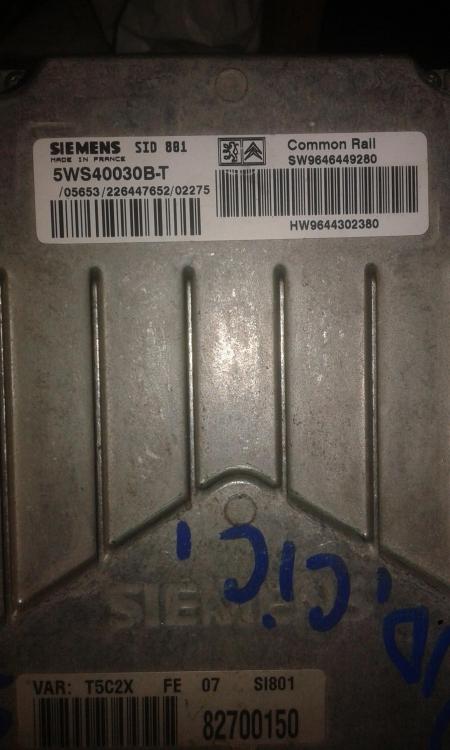 SIEMENS SID 801 Common Rail
MADE IN FRANCE SW9646449280
5WS40030B-T
/05653/226447652/02275
HW9644302380
SIEMENS
VAR: T5C2X FE 07 SI801
82700150